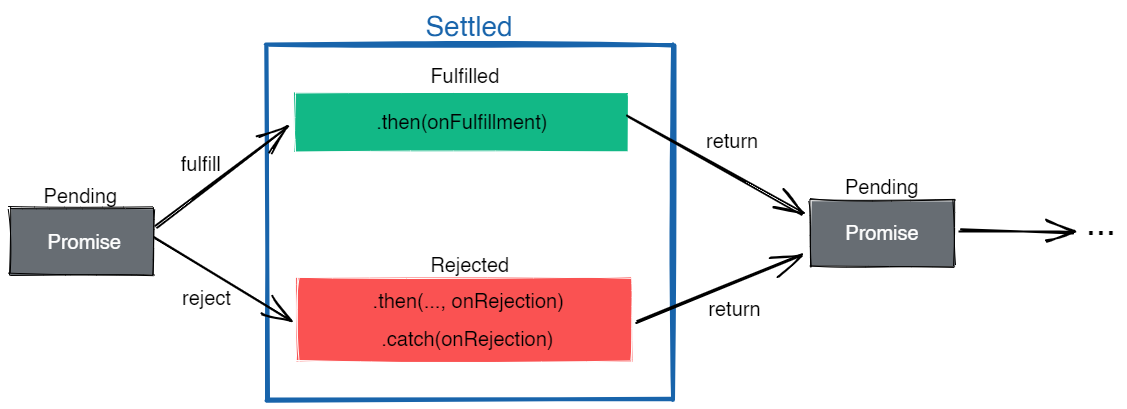 Settled
Fulfilled
.then(onFulfillment)
fulfill
return
Pending
Promise
Pending
Promise
...
Rejected
reject
.then(..., onRejection)
.catch(onRejection)
return